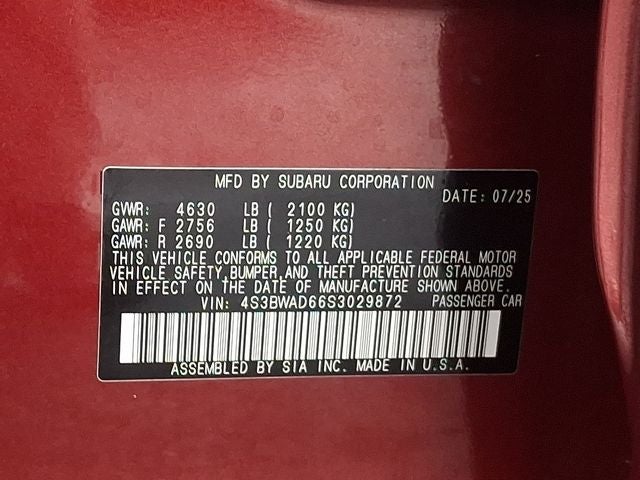 MFD BY SUBARU CORPORATION
DATE: 07/25
GVWR: 4630 LB ( 2100 KG)
GAWR: F 2756 LB ( 1250 KG)
GAWR: R 2690 LB ( 1220 KG)
THIS VEHICLE CONFORMS TO ALL APPLICABLE FEDERAL MOTOR
VEHICLE SAFETY, BUMPER, AND THEFT PREVENTION STANDARDS
IN EFFECT ON THE DATE OF MANUFACTURE SHOWN ABOVE.
VIN: 4S3BWAD66S3029872 PASSENGER CAR
ASSEMBLED BY SIA INC. MADE IN U.S.A.